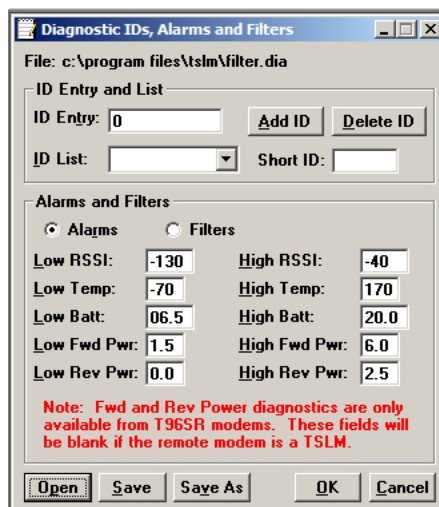 Diagnostic IDs, Alarms and Filters
File: c:\program files\tslm\filter.dia
ID Entry and List
ID Entry: 0 Add ID Delete ID
ID List: Short ID:
Alarms and Filters
Alarms Filters
Low RSSI: -130 High RSSI: -40
Low Temp: -70 High Temp: 170
Low Batt: 06.5 High Batt: 20.0
Low Fwd Pwr: 1.5 High Fwd Pwr: 6.0
Low Rev Pwr: 0.0 High Rev Pwr: 2.5
Note: Fwd and Rev Power diagnostics are only
available from T96SR modems. These fields will
be blank if the remote modem is a TSLM.
Open Save Save As OK Cancel